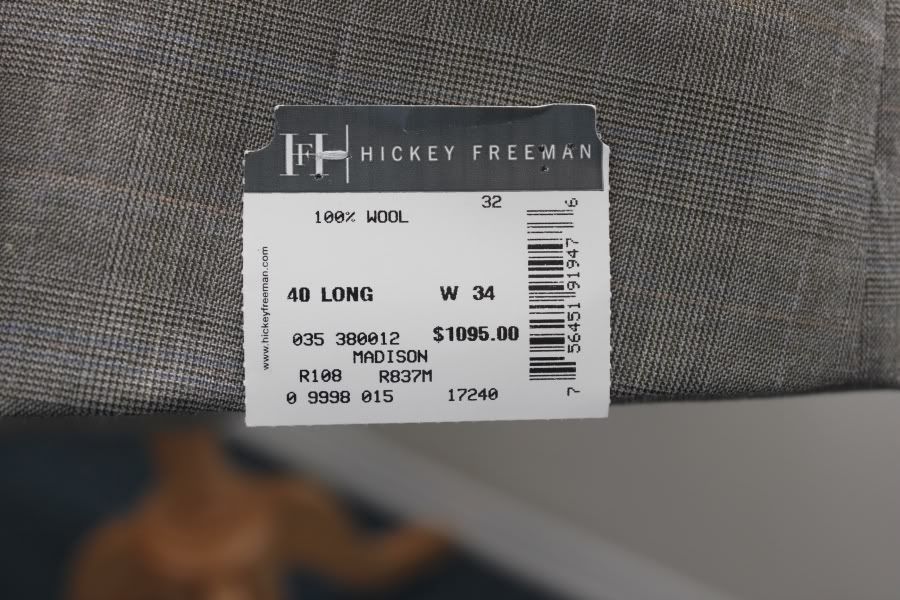 HF HICKEY FREEMAN
32
100% WOOL
www.hickeyfreeman.com
40 LONG W 34
035 380012 $1095.00
MADISON
R108 R837M
0 9998 015 17240
7 56451 91947 6